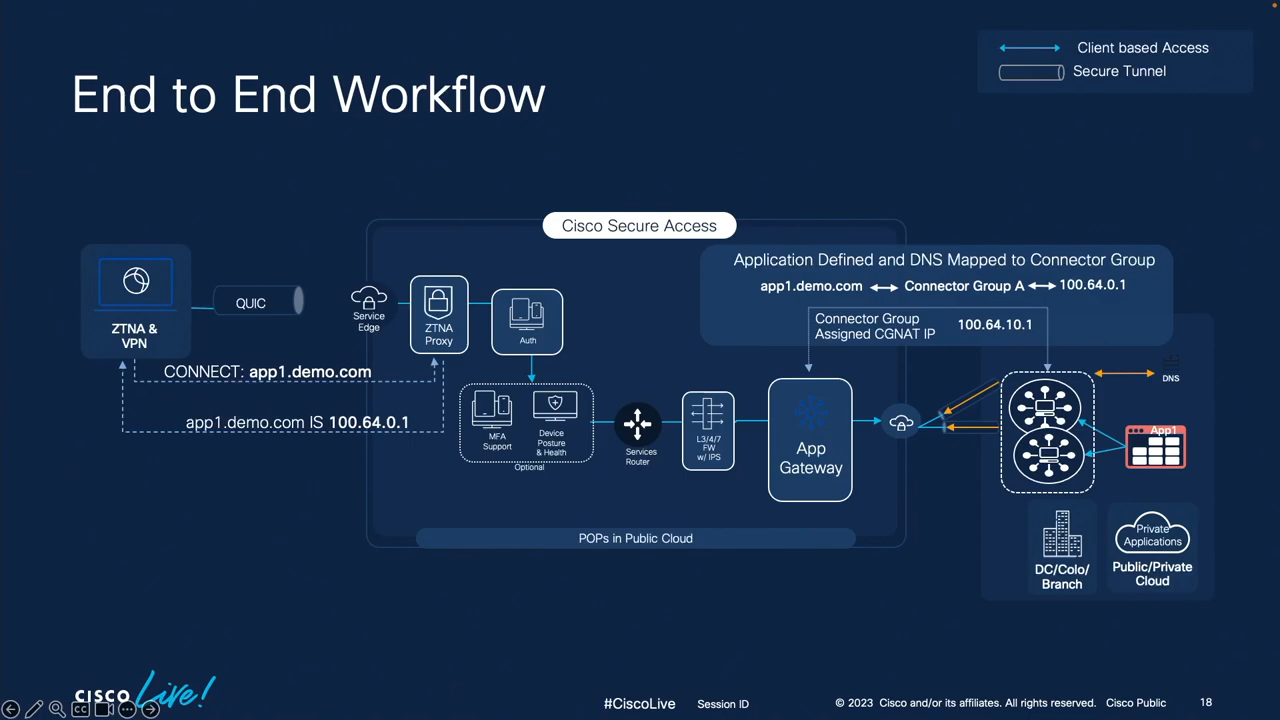 Client based Access
Secure Tunnel
End to End Workflow
Cisco Secure Access
Application Defined and DNS Mapped to Connector Group
app1.demo.com
Connector Group A
100.64.0.1
Connector Group
Assigned CGNAT IP
100.64.10.1
ZTNA &
VPN
QUIC
Service
Edge
ZTNA
Proxy
Auth
CONNECT: app1.demo.com
app1.demo.com IS 100.64.0.1
MFA
Support
Device
Posture
& Health
Optional
Services
Router
L3/4/7
FW
w/ IPS
App
Gateway
DNS
App1
POPs in Public Cloud
DC/Colo/
Branch
Private
Applications
Public/Private
Cloud
CISCO Live!
#CiscoLive
Session ID
© 2023 Cisco and/or its affiliates. All rights reserved. Cisco Public
18
CC